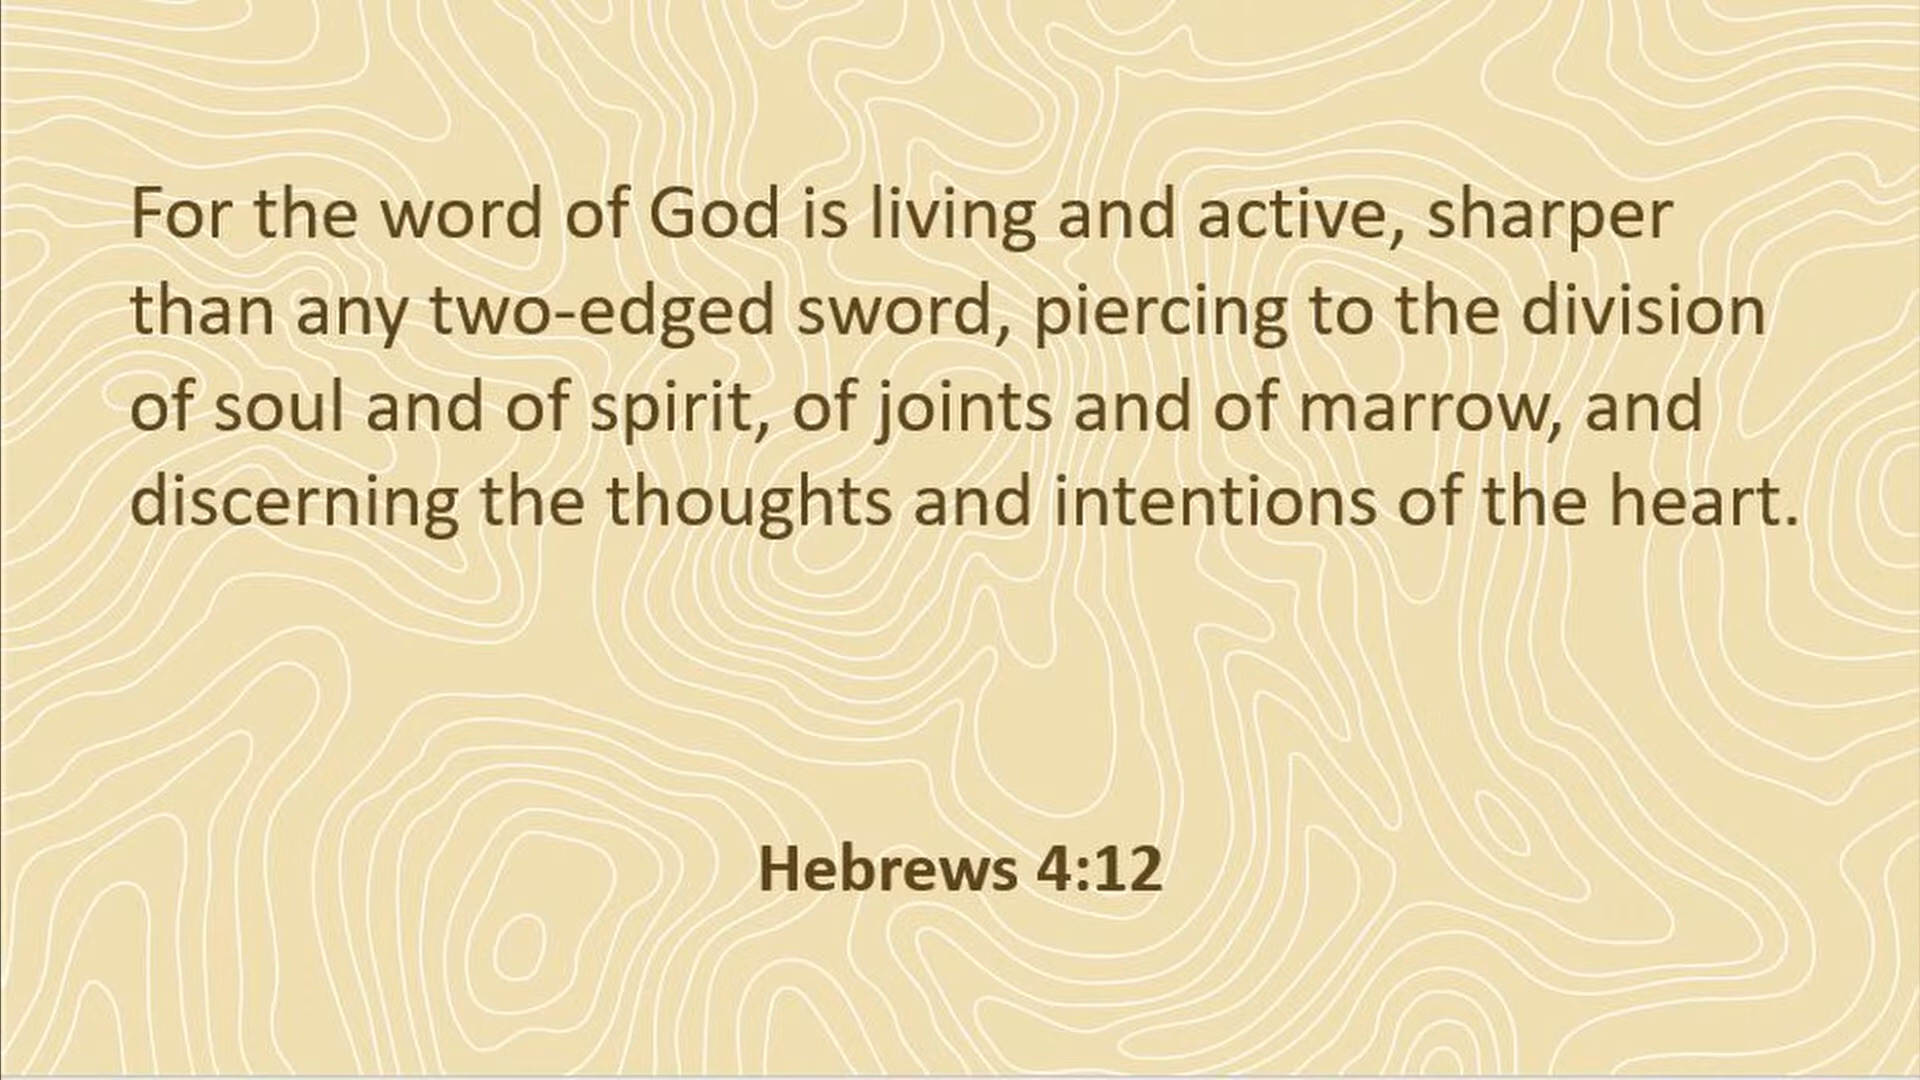 For the word of God is living and active, sharper
than any two-edged sword, piercing to the division
of soul and of spirit, of joints and of marrow, and
discerning the thoughts and intentions of the heart.
Hebrews 4:12